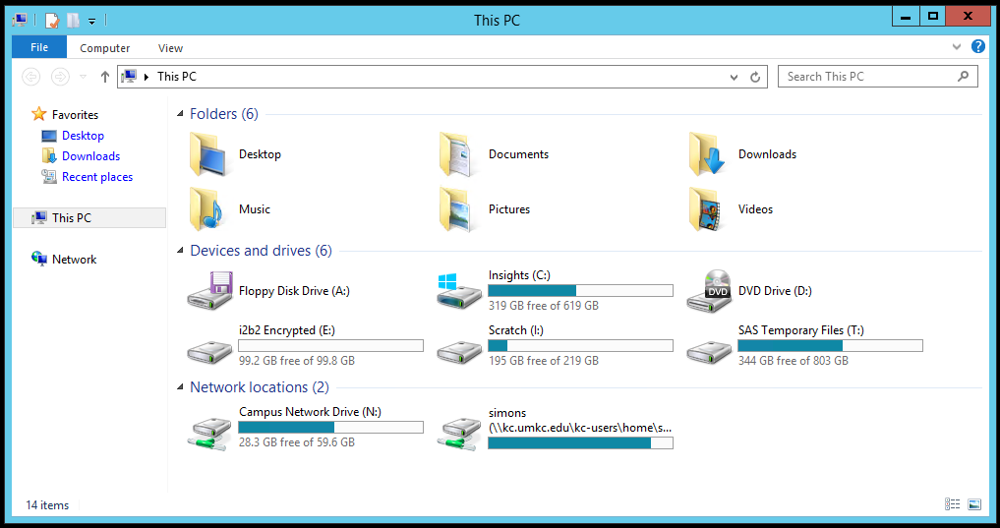 This PC
File Computer View
This PC
Search This PC
Favorites
Desktop
Downloads
Recent places
This PC
Network
Folders (6)
Desktop Documents Downloads
Music Pictures Videos
Devices and drives (6)
Floppy Disk Drive (A:)
Insights (C:)
319 GB free of 619 GB
DVD
DVD Drive (D:)
i2b2 Encrypted (E:)
99.2 GB free of 99.8 GB
Scratch (I:)
195 GB free of 219 GB
SAS Temporary Files (T:)
344 GB free of 803 GB
Network locations (2)
Campus Network Drive (N:)
28.3 GB free of 59.6 GB
simons
(\\kc.umkc.edu\kc-users\home\s...
14 items